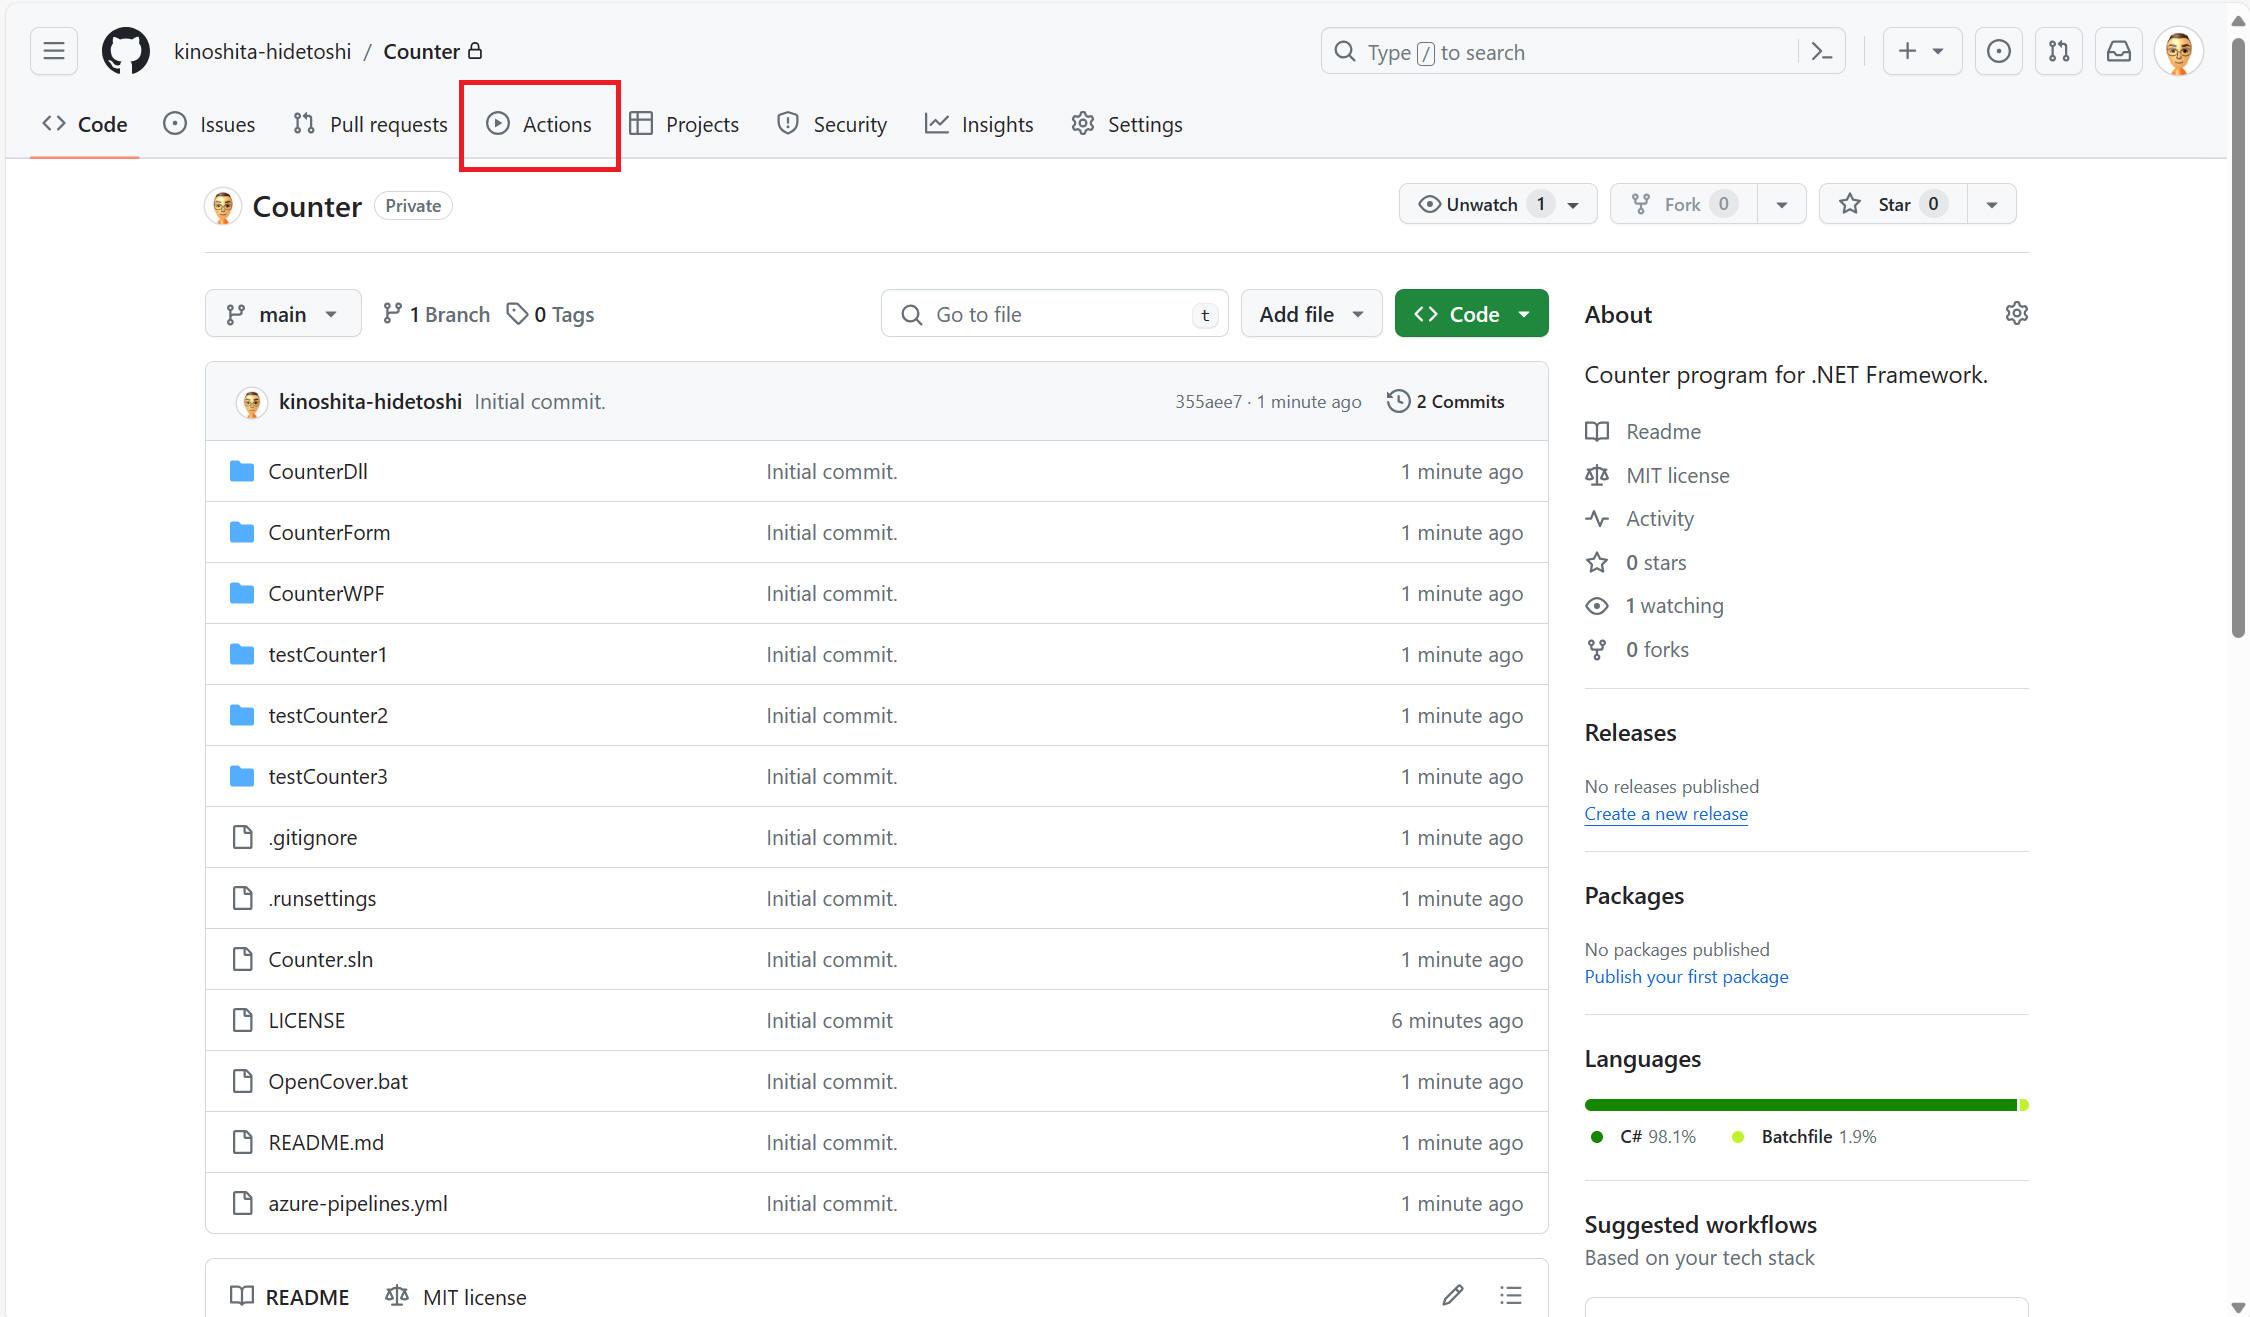 kinoshita-hidetoshi / Counter
Type / to search
Code Issues Pull requests Actions Projects Security Insights Settings
Counter Private
Unwatch 1 Fork 0 Star 0
main 1 Branch 0 Tags Go to file t Add file Code
kinoshita-hidetoshi Initial commit. 355aee7 · 1 minute ago 2 Commits
CounterDll Initial commit. 1 minute ago
CounterForm Initial commit. 1 minute ago
CounterWPF Initial commit. 1 minute ago
testCounter1 Initial commit. 1 minute ago
testCounter2 Initial commit. 1 minute ago
testCounter3 Initial commit. 1 minute ago
.gitignore Initial commit. 1 minute ago
.runsettings Initial commit. 1 minute ago
Counter.sln Initial commit. 1 minute ago
LICENSE Initial commit 6 minutes ago
OpenCover.bat Initial commit. 1 minute ago
README.md Initial commit. 1 minute ago
azure-pipelines.yml Initial commit. 1 minute ago
README MIT license
About
Counter program for .NET Framework.
Readme
MIT license
Activity
0 stars
1 watching
0 forks
Releases
No releases published
Create a new release
Packages
No packages published
Publish your first package
Languages
C# 98.1% Batchfile 1.9%
Suggested workflows
Based on your tech stack